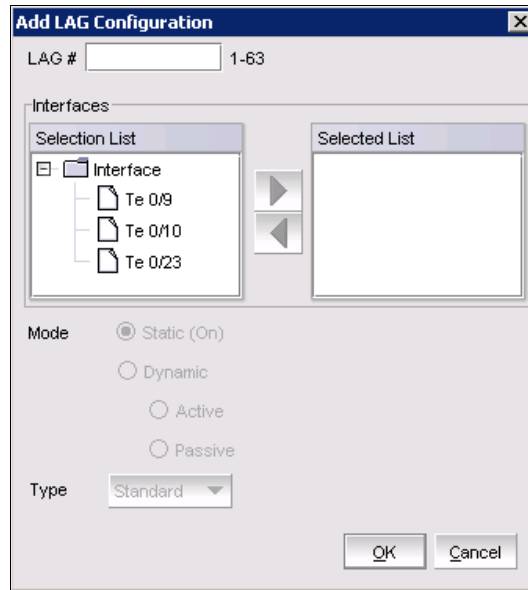 Add LAG Configuration
LAG # 1-63
Interfaces
Selection List
Selected List
Interface
Te 0/9
Te 0/10
Te 0/23
Mode
Static (On)
Dynamic
Active
Passive
Type
Standard
OK
Cancel